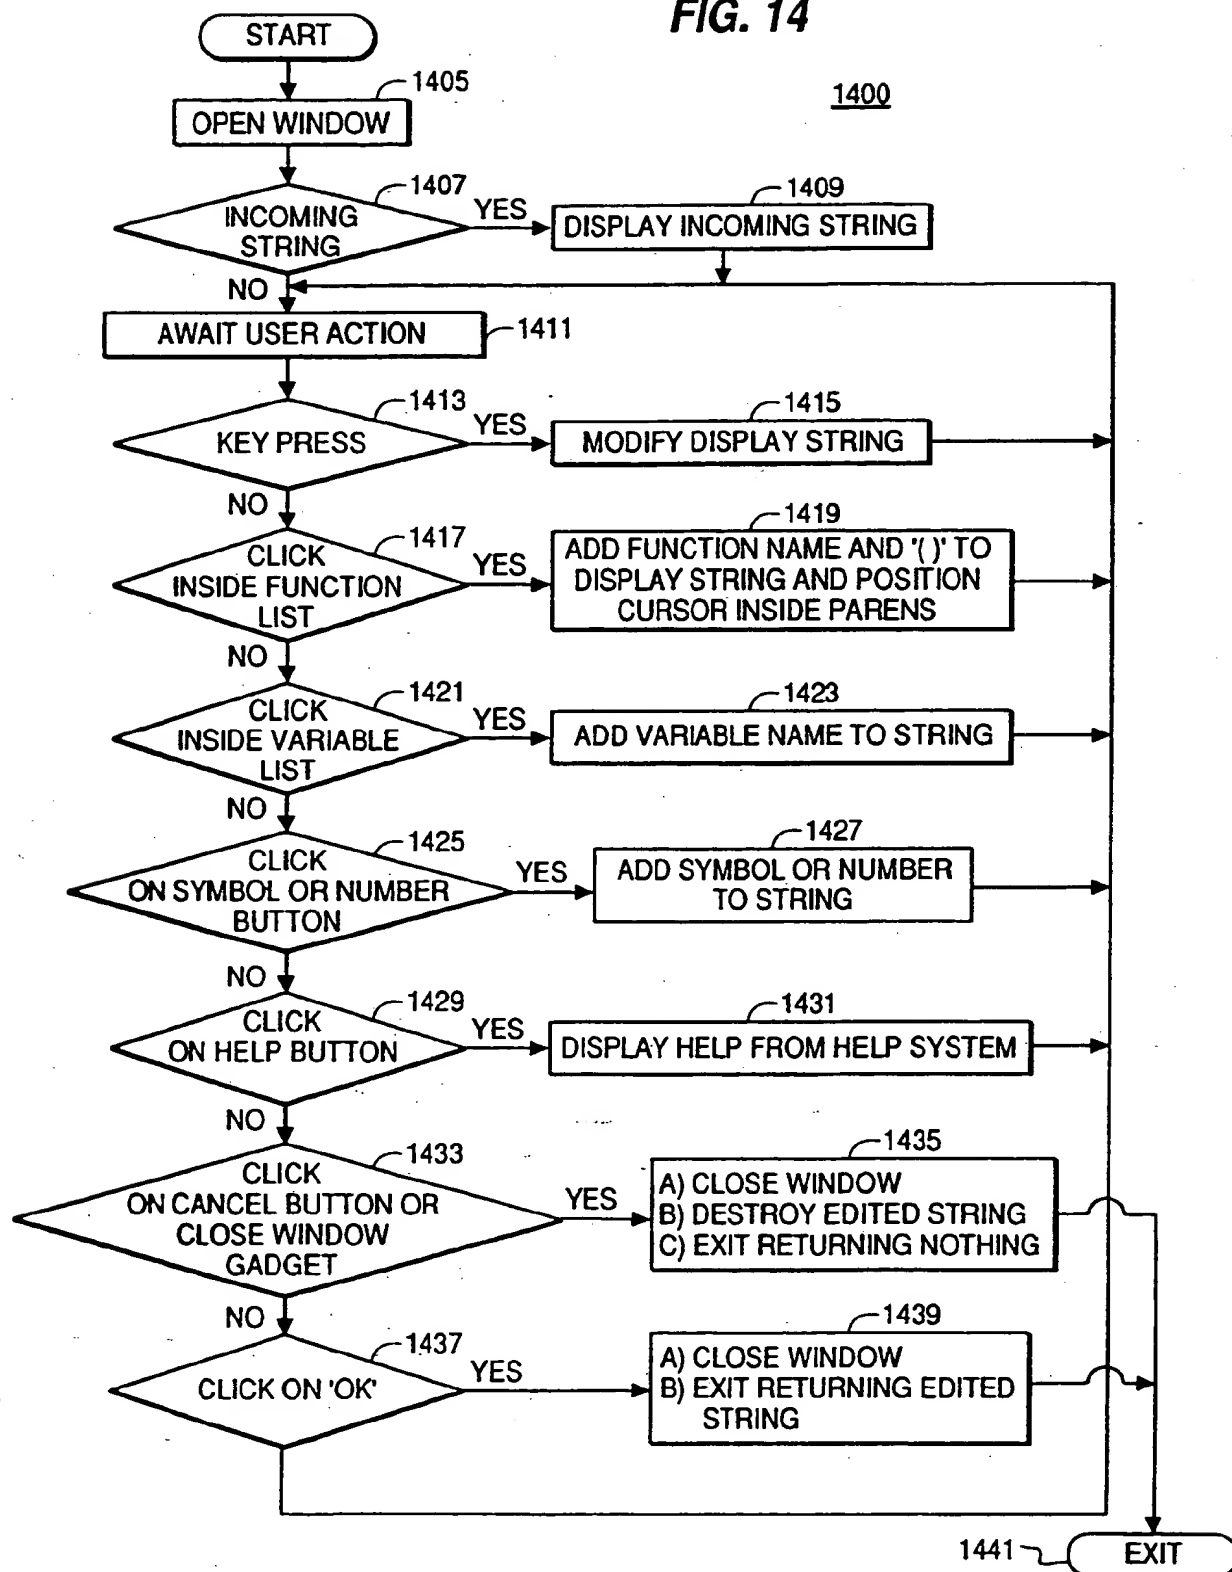 FIG. 14
START
1405
1400
OPEN WINDOW
1407
1409
INCOMING
STRING
YES
DISPLAY INCOMING STRING
NO
AWAIT USER ACTION
1411
1413
1415
KEY PRESS
YES
MODIFY DISPLAY STRING
NO
1417
1419
CLICK
INSIDE FUNCTION
LIST
YES
ADD FUNCTION NAME AND '( )' TO
DISPLAY STRING AND POSITION
CURSOR INSIDE PARENS
NO
1421
1423
CLICK
INSIDE VARIABLE
LIST
YES
ADD VARIABLE NAME TO STRING
NO
1425
1427
CLICK
ON SYMBOL OR NUMBER
BUTTON
YES
ADD SYMBOL OR NUMBER
TO STRING
NO
1429
1431
CLICK
ON HELP BUTTON
YES
DISPLAY HELP FROM HELP SYSTEM
NO
1433
1435
CLICK
ON CANCEL BUTTON OR
CLOSE WINDOW
GADGET
YES
A) CLOSE WINDOW
B) DESTROY EDITED STRING
C) EXIT RETURNING NOTHING
NO
1437
1439
CLICK ON 'OK'
YES
A) CLOSE WINDOW
B) EXIT RETURNING EDITED
STRING
1441
EXIT